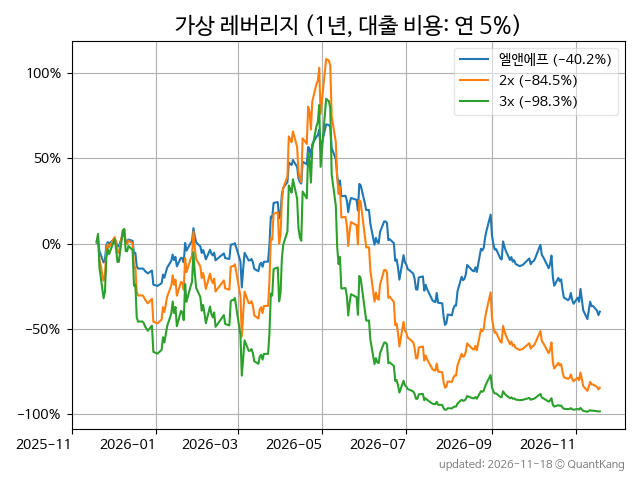 가상 레버리지 (1년, 대출 비용: 연 5%)
엘앤에프 (−40.2%)
2x (−84.5%)
3x (−98.3%)
100%
50%
0%
−50%
−100%
2025-11 2026-01 2026-03 2026-05 2026-07 2026-09 2026-11
updated: 2026-11-18 © QuantKang